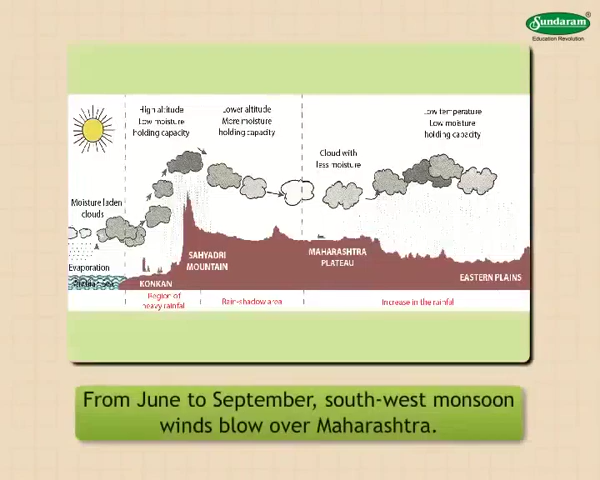 Sundaram®
Education Revolution
High altitude
Low moisture
holding capacity
Lower altitude
More moisture
holding capacity
Low temperature
Low moisture
holding capacity
Cloud with
less moisture
Moisture laden
clouds
Evaporation
KONKAN
SAHYADRI
MOUNTAIN
MAHARASHTRA
PLATEAU
EASTERN PLAINS
Region of
heavy rainfal
Rain-shadow area
Increase in the rainfal
From June to September, south-west monsoon
winds blow over Maharashtra.